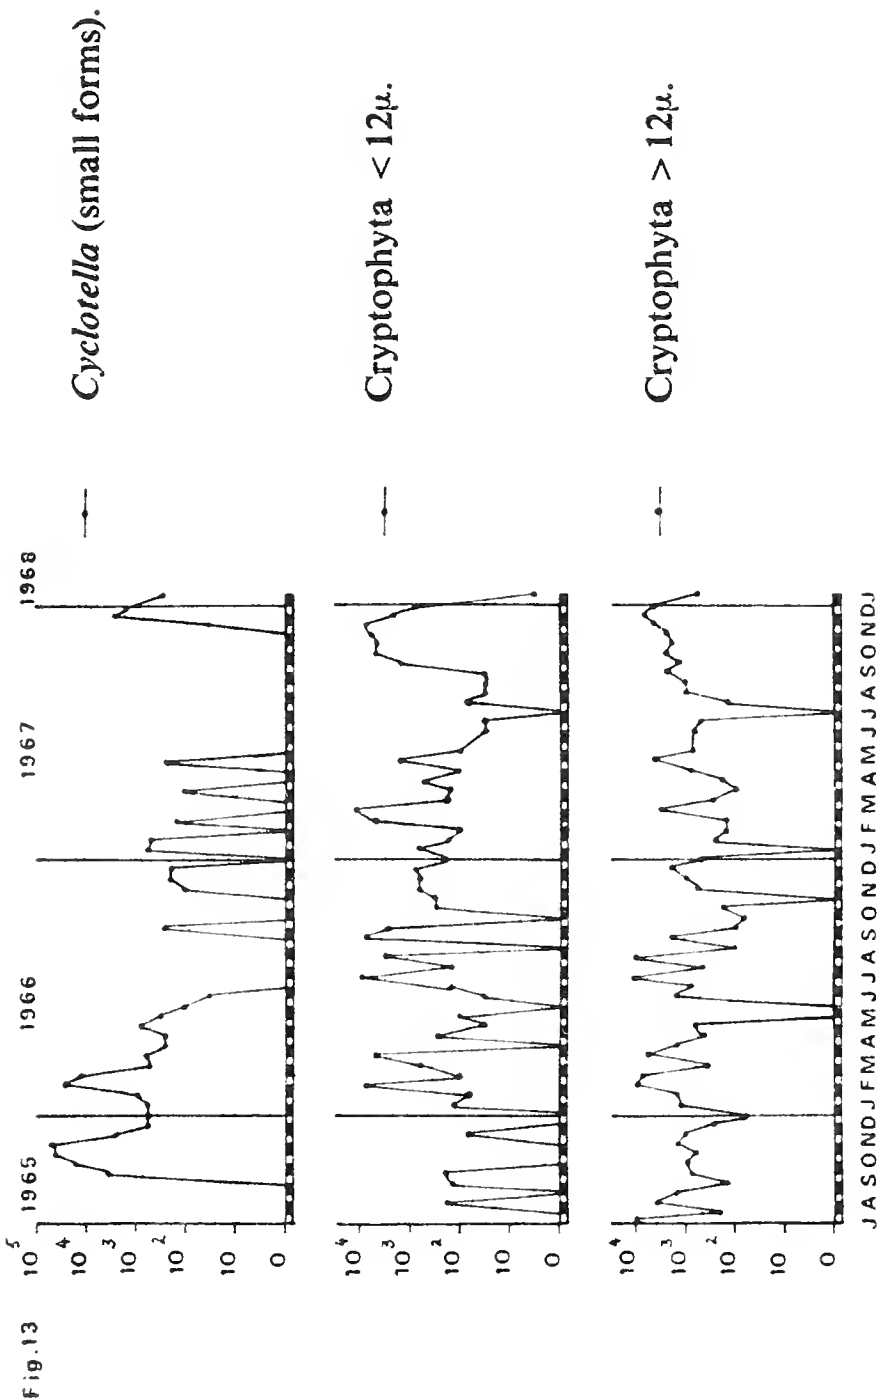 Fig.13
1965 1966 1967 1968
10⁵
10⁴
10³
10²
10
0
Cyclotella (small forms).
10⁴
10³
10²
10
0
Cryptophyta < 12μ.
10⁴
10³
10²
10
0
Cryptophyta > 12μ.
J A S O N D J F M A M J J A S O N D J F M A M J J A S O N D J